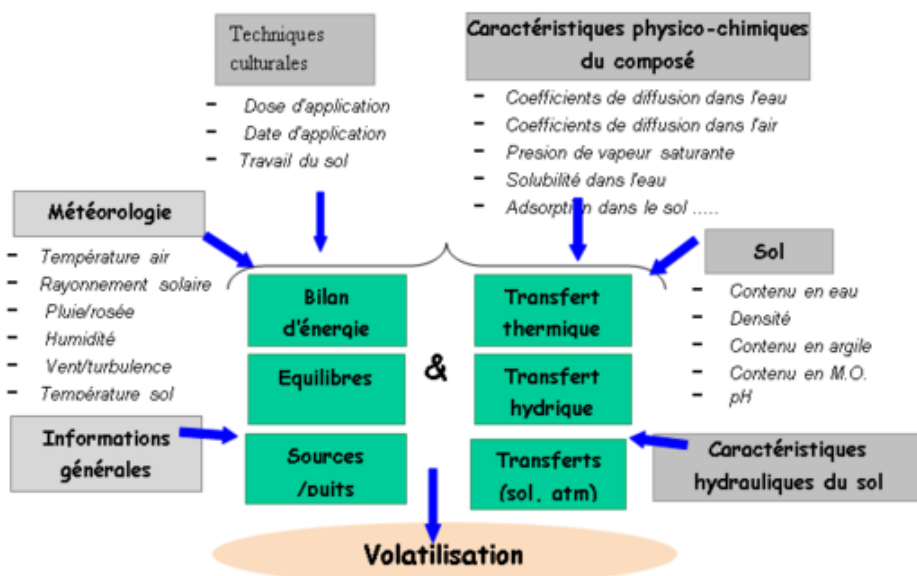 Techniques
culturales
- Dose d'application
- Date d'application
- Travail du sol
Caractéristiques physico-chimiques
du composé
- Coefficients de diffusion dans l'eau
- Coefficients de diffusion dans l'air
- Presion de vapeur saturante
- Solubilité dans l'eau
- Adsorption dans le sol .....
Météorologie
- Température air
- Rayonnement solaire
- Pluie/rosée
- Humidité
- Vent/turbulence
- Température sol
Sol
- Contenu en eau
- Densité
- Contenu en argile
- Contenu en M.O.
- pH
Bilan
d'énergie
Equilibres
Sources
/puits
&
Transfert
thermique
Transfert
hydrique
Transferts
(sol, atm)
Informations
générales
Caractéristiques
hydrauliques du sol
Volatilisation